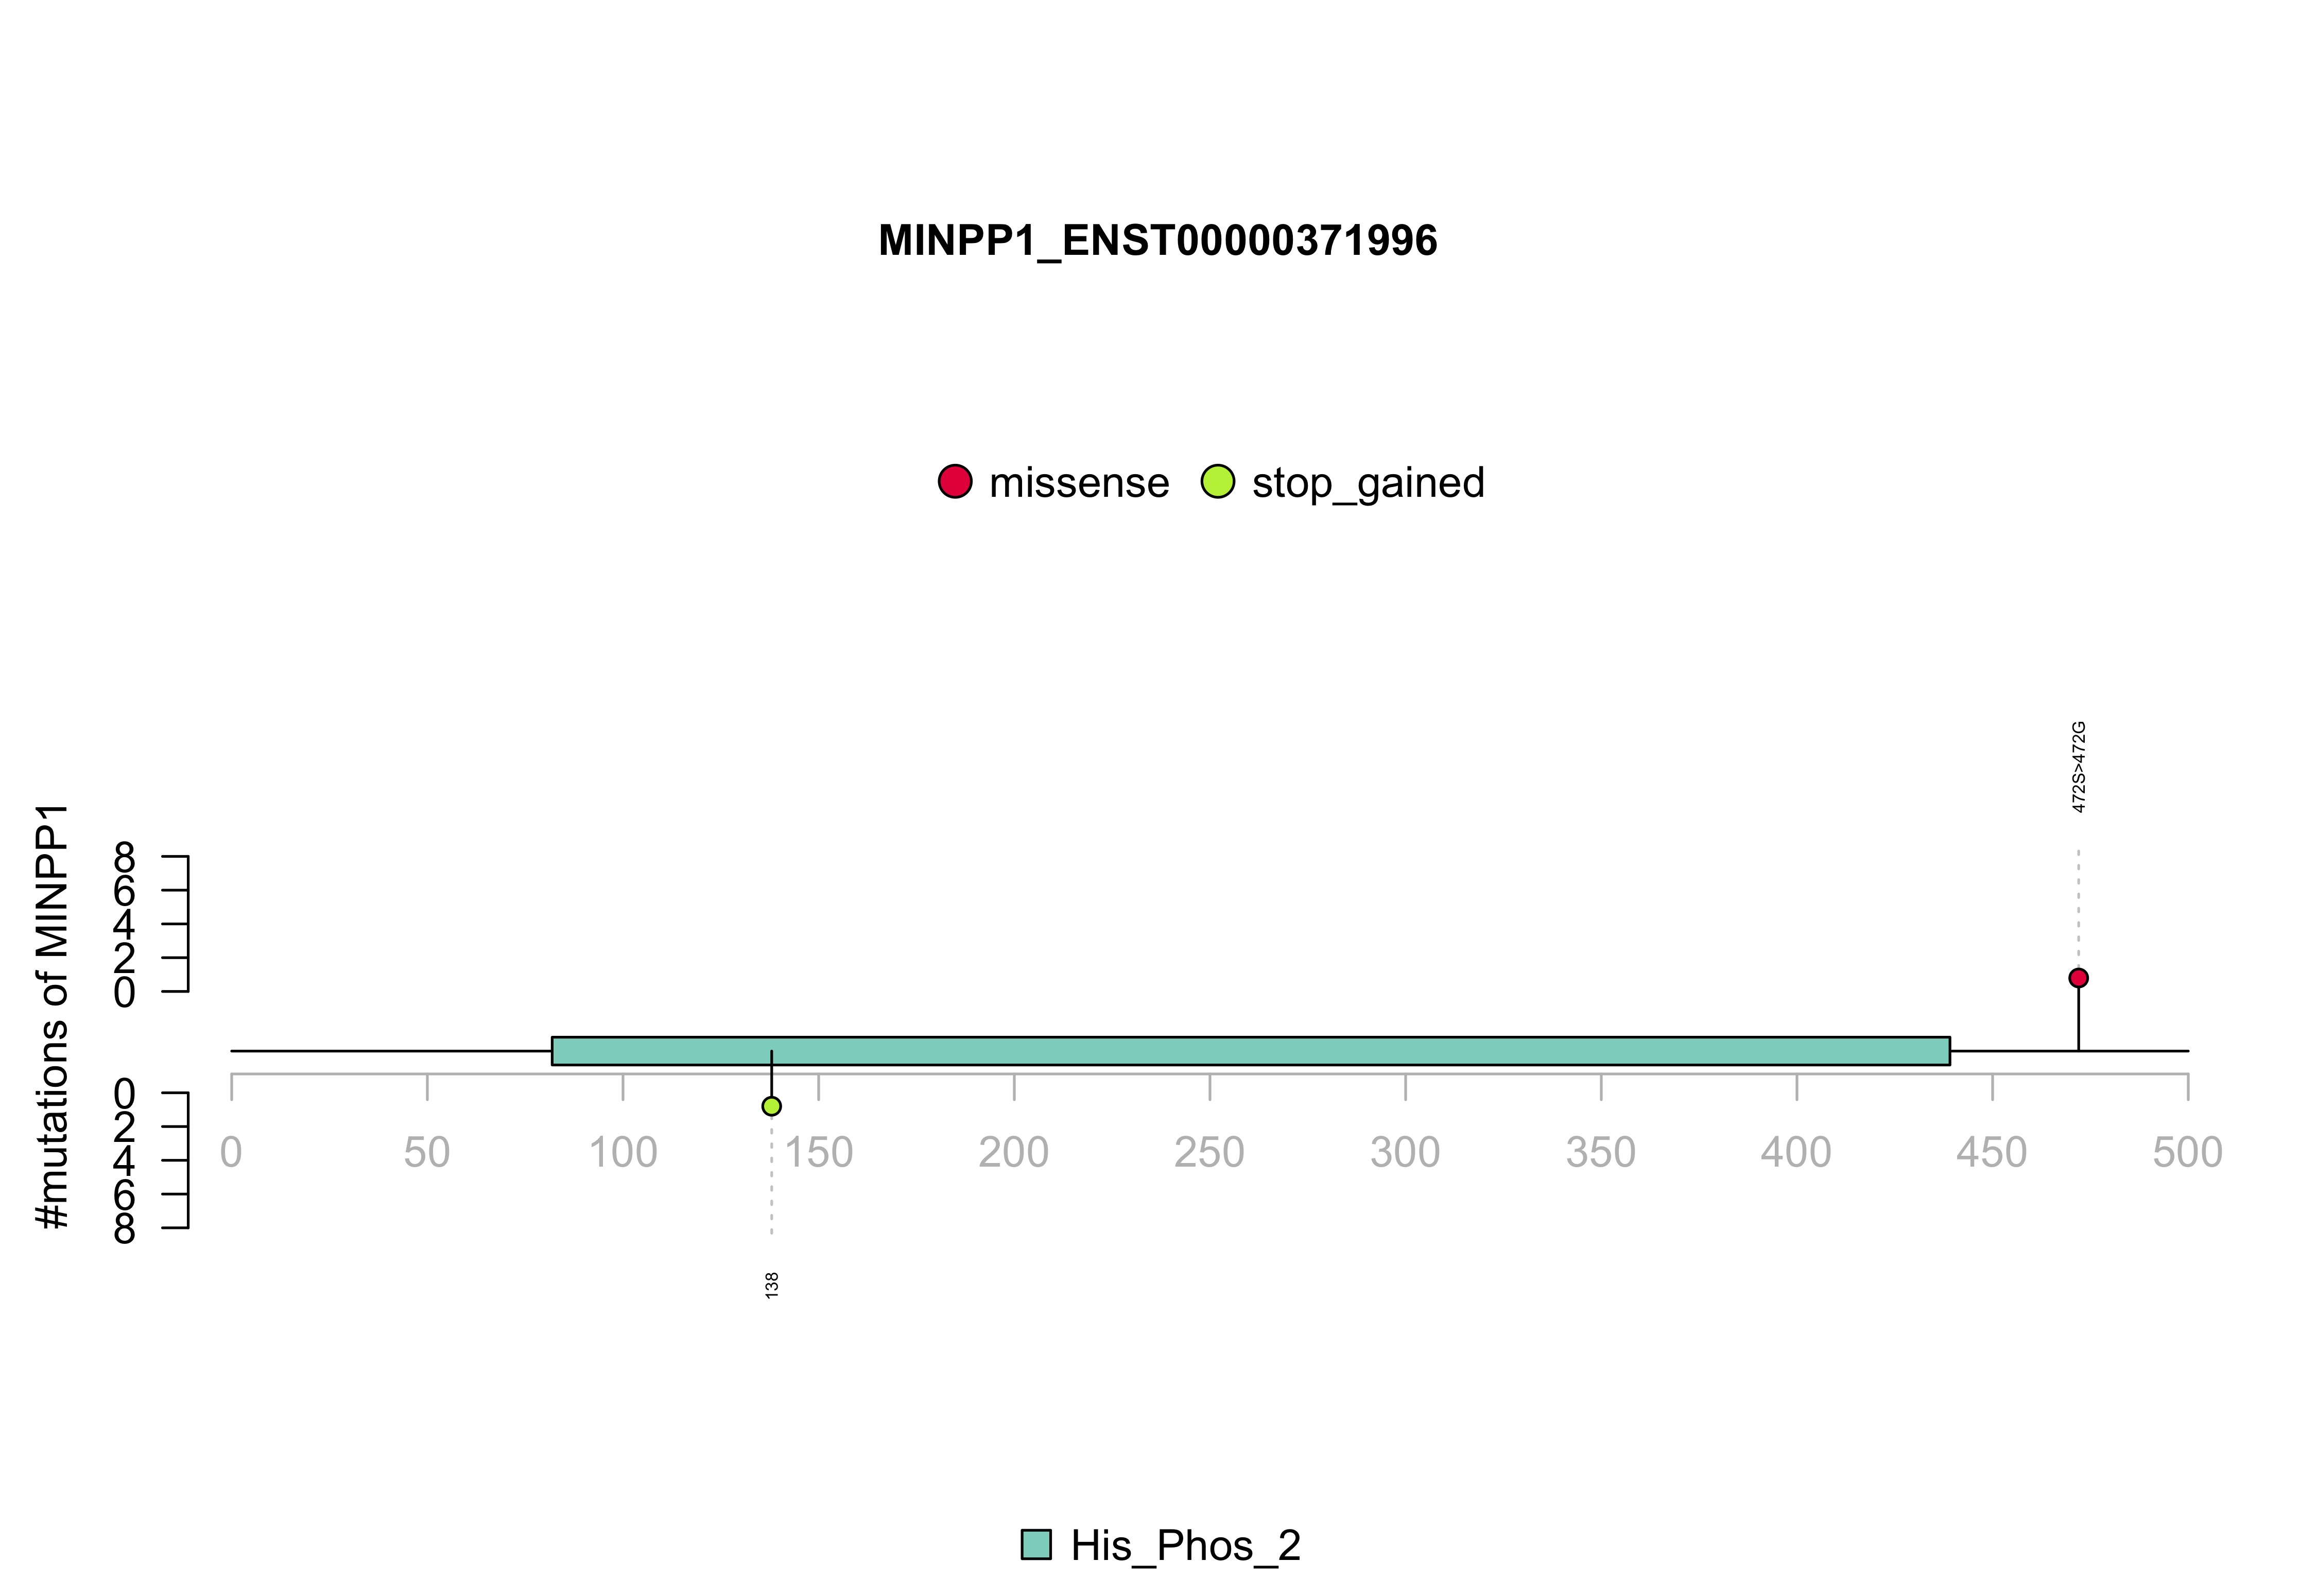 MINPP1_ENST00000371996
missense stop_gained
472S>472G
#mutations of MINPP1
8
6
4
2
0
0
2
4
6
8
0 50 100 150 200 250 300 350 400 450 500
138
His_Phos_2